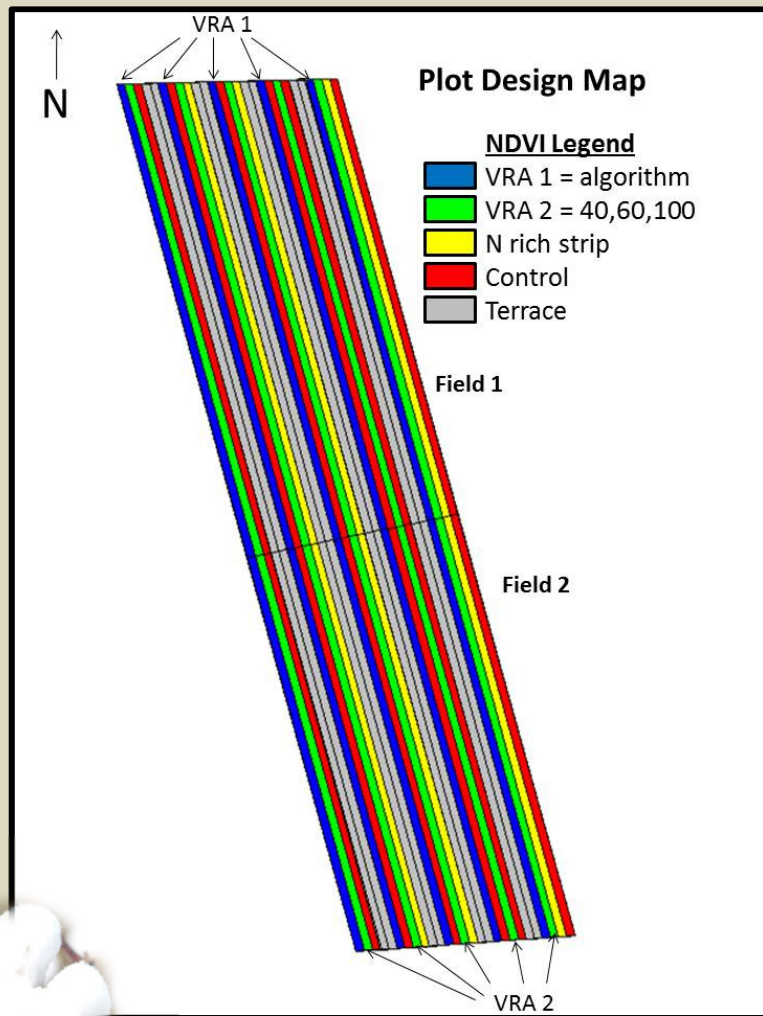 VRA 1
N
Plot Design Map
NDVI Legend
VRA 1 = algorithm
VRA 2 = 40,60,100
N rich strip
Control
Terrace
Field 1
Field 2
VRA 2